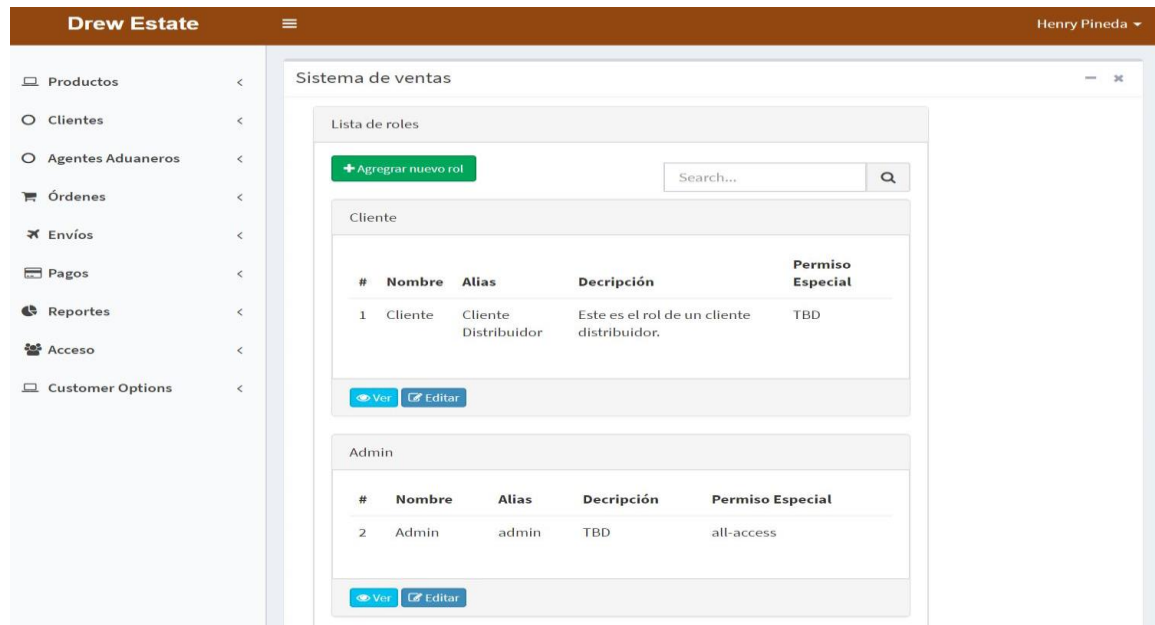 Drew Estate
Henry Pineda
Productos
Clientes
Agentes Aduaneros
Órdenes
Envíos
Pagos
Reportes
Acceso
Customer Options
Sistema de ventas
Lista de roles
Agregrar nuevo rol
Search...
Cliente
# Nombre Alias Decripción Permiso
Especial
1 Cliente Cliente Este es el rol de un cliente TBD
Distribuidor distribuidor.
Ver Editar
Admin
# Nombre Alias Decripción Permiso Especial
2 Admin admin TBD all-access
Ver Editar